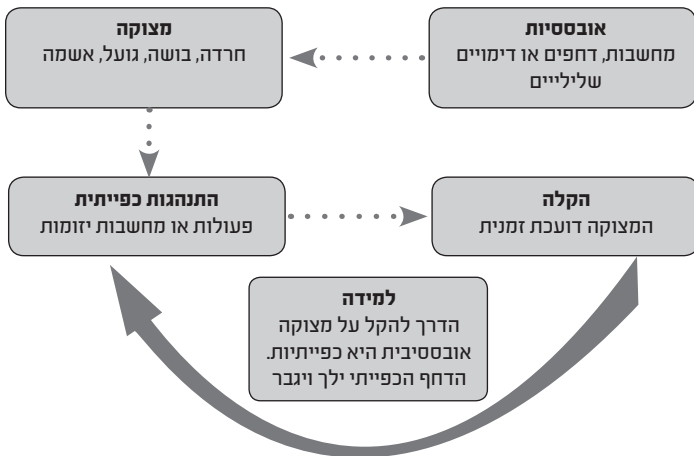 אובססיות
מחשבות, דחפים או דימויים
שליליים
מצוקה
חרדה, בושה, גועל, אשמה
התנהגות כפייתית
פעולות או מחשבות יזומות
הקלה
המצוקה דועכת זמנית
למידה
הדרך להקל על מצוקה
אובססיבית היא כפייתיות.
הדחף הכפייתי ילך ויגבר